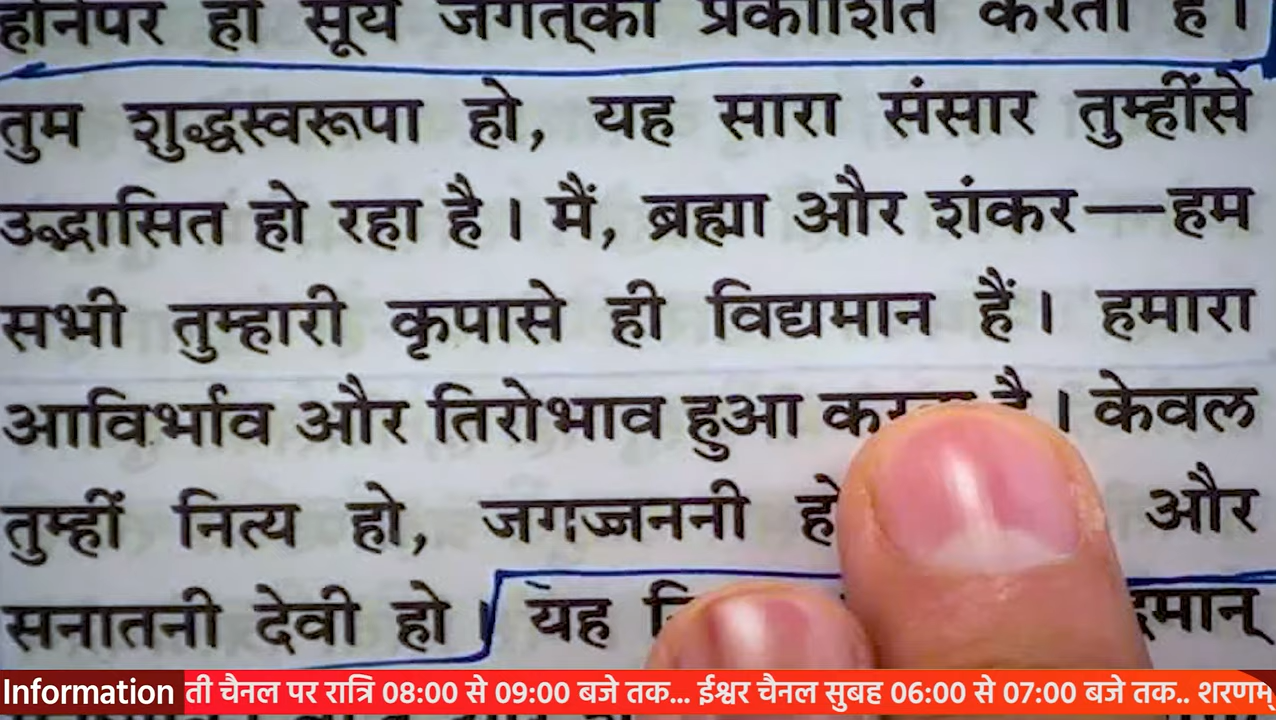 होनेपर ही सूर्य जगत्को प्रकाशित करता है।
तुम शुद्धस्वरूपा हो, यह सारा संसार तुम्हींसे
उद्भासित हो रहा है। मैं, ब्रह्मा और शंकर—हम
सभी तुम्हारी कृपासे ही विद्यमान हैं। हमारा
आविर्भाव और तिरोभाव हुआ है। केवल
तुम्हीं नित्य हो, जगज्जननी और
सनातनी देवी हो। यह
Information ती चैनल पर रात्रि 08:00 से 09:00 बजे तक... ईश्वर चैनल सुबह 06:00 से 07:00 बजे तक.. शरणम्